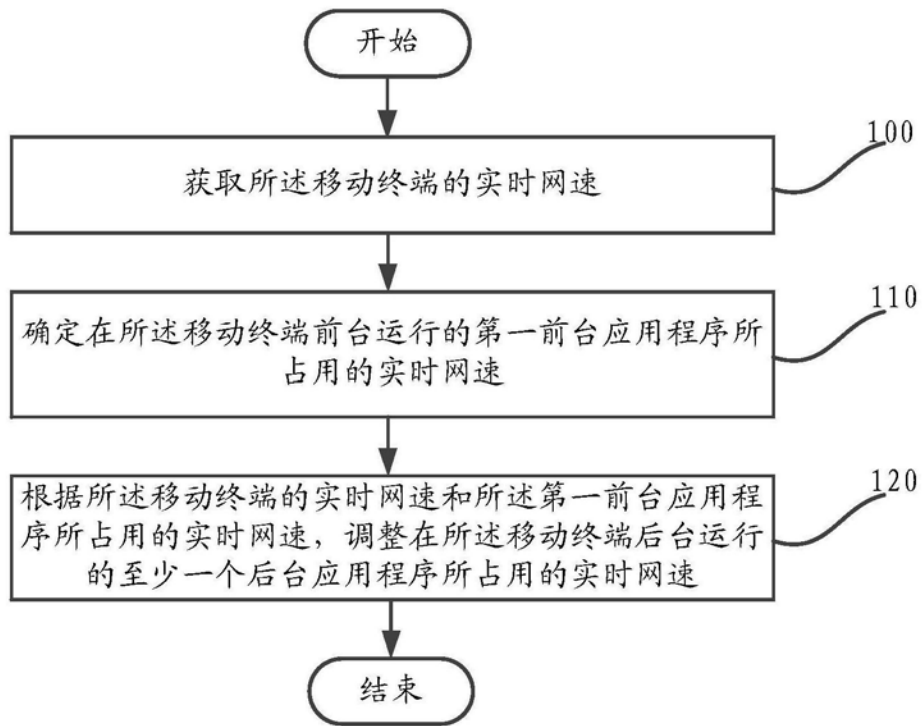 开始
100
获取所述移动终端的实时网速
110
确定在所述移动终端前台运行的第一前台应用程序所
占用的实时网速
120
根据所述移动终端的实时网速和所述第一前台应用程
序所占用的实时网速，调整在所述移动终端后台运行
的至少一个后台应用程序所占用的实时网速
结束